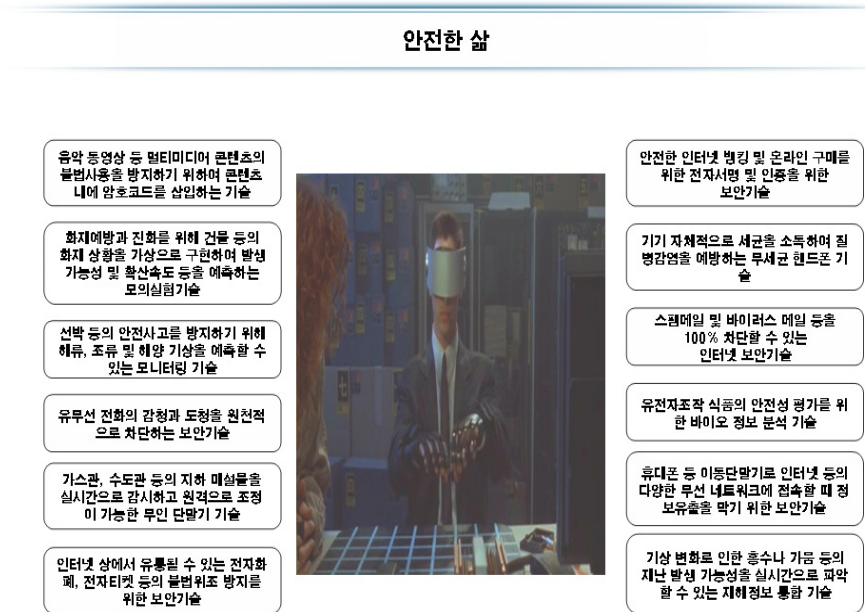 안전한 삶
음악 동영상 등 멀티미디어 콘텐츠의
불법사용을 방지하기 위하여 콘텐츠
내에 암호코드를 삽입하는 기술
화재예방과 진화를 위해 건물 등의
화재 상황을 가상으로 구현하여 발생
가능성 및 확산속도 등을 예측하는
모의실험기술
선박 등의 안전사고를 방지하기 위해
해류, 조류 및 해양 기상을 예측할 수
있는 모니터링 기술
유무선 전화의 감청과 도청을 원천적
으로 차단하는 보안기술
가스관, 수도관 등의 지하 매설물을
실시간으로 감시하고 원격으로 조정
이 가능한 무인 단말기 기술
인터넷 상에서 유통될 수 있는 전자화
폐, 전자티켓 등의 불법위조 방지를
위한 보안기술
안전한 인터넷 뱅킹 및 온라인 구매를
위한 전자서명 및 인증을 위한
보안기술
기기 자체적으로 세균을 소독하여 질
병감염을 예방하는 무세균 핸드폰 기
술
스팸메일 및 바이러스 메일 등을
100% 차단할 수 있는
인터넷 보안기술
유전자조작 식품의 안전성 평가를 위
한 바이오 정보 분석 기술
휴대폰 등 이동단말기로 인터넷 등의
다양한 무선 네트워크에 접속할 때 정
보유출을 막기 위한 보안기술
기상 변화로 인한 홍수나 가뭄 등의
재난 발생 가능성을 실시간으로 파악
할 수 있는 재해정보 통합 기술